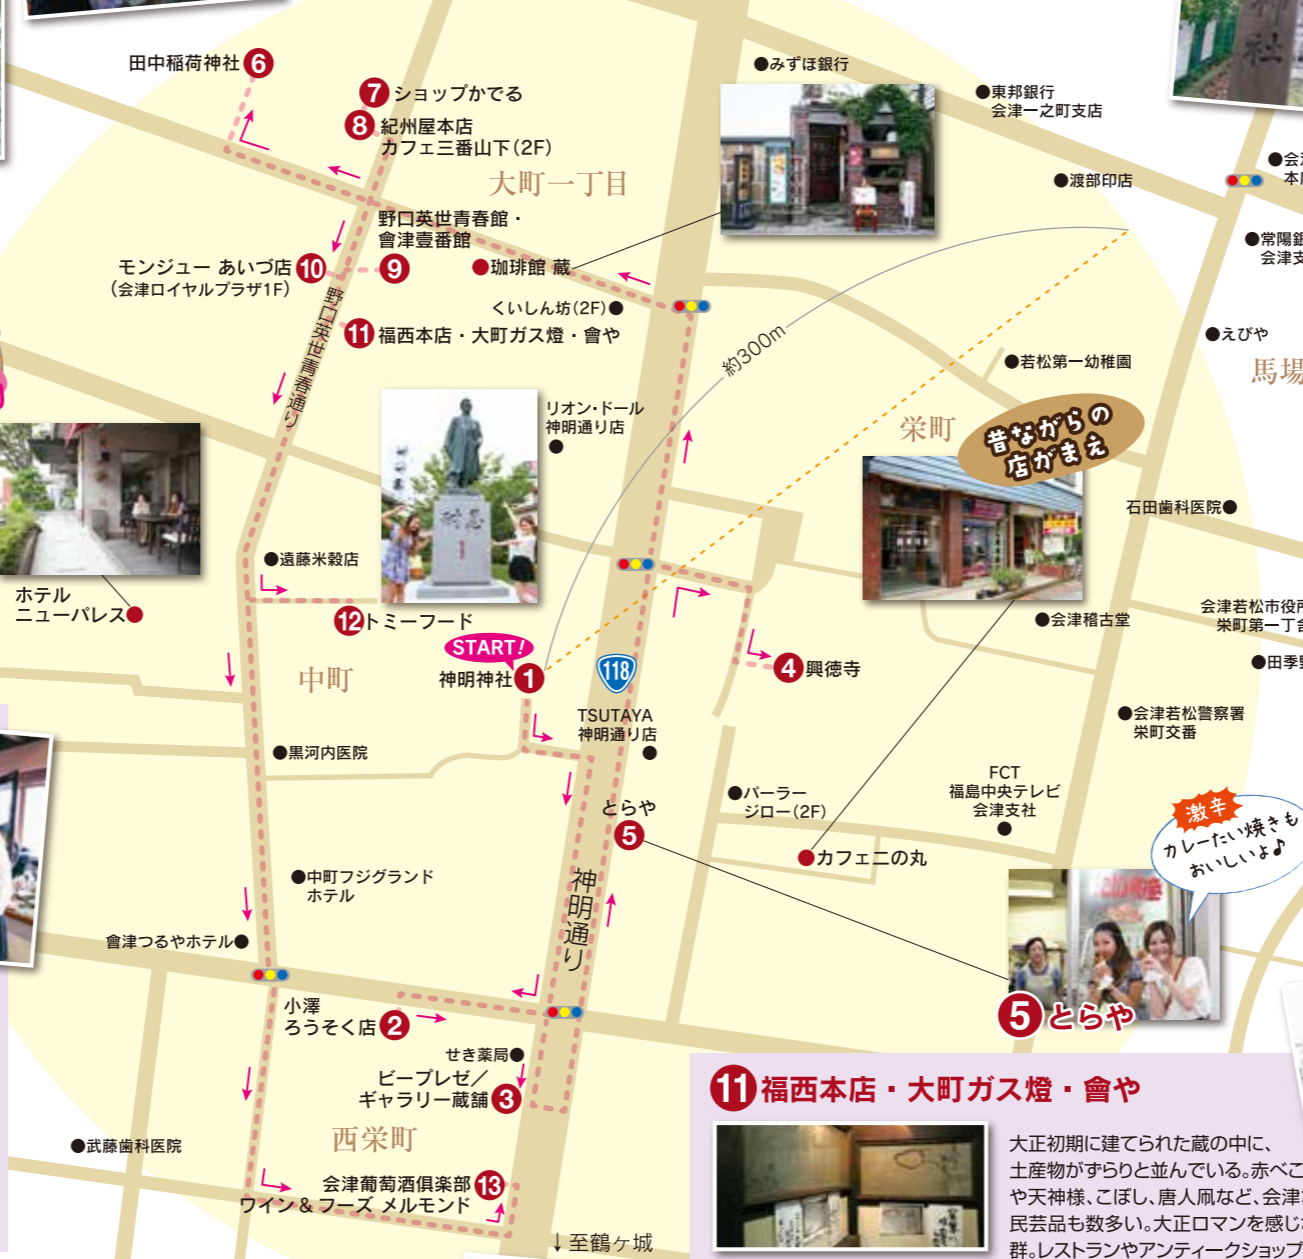 田中稲荷神社 6
7 ショップかでる
8 紀州屋本店
カフェ三番山下(2F)
大町一丁目
●みずほ銀行
●東邦銀行
会津一之町支店
●渡部印店
野口英世青春館・
會津壹番館
9
モンジュー あいづ店 10
(会津ロイヤルプラザ1F)
●珈琲館 蔵
くいしん坊(2F)●
11 福西本店・大町ガス燈・會や
野口英世青春通り
約300m
●えびや
●若松第一幼稚園
馬場
リオン・ドール
神明通り店
●
栄町
昔ながらの
店がまえ
石田歯科医院●
●遠藤米穀店
ホテル
ニューパレス●
12 トミーフード
START!
神明神社 1
118
4 興徳寺
●会津稽古堂
会津若松市役所
栄町第一丁
中町
TSUTAYA
神明通り店
●
●会津若松警察署
栄町交番
●黒河内医院
●パーラー
ジロー(2F)
FCT
福島中央テレビ
会津支社
●
とらや
5
●カフェ二の丸
激辛
カレーたい焼きも
おいしいよ♪
●中町フジグランド
ホテル
神明通り
會津つるやホテル●
小澤
ろうそく店 2
5 とらや
せき薬局●
ビープレゼ/
ギャラリー蔵舗 3
西栄町
●武藤歯科医院
会津葡萄酒倶楽部 13
ワイン & フーズ メルモンド
↓至鶴ヶ城
11 福西本店・大町ガス燈・會や
大正初期に建てられた蔵の中に、
土産物がずらりと並んでいる。赤べこ
や天神様、こぼし、唐人凧など、会津
民芸品も数多い。大正ロマンを感じ
群。レストランやアンティークショップ